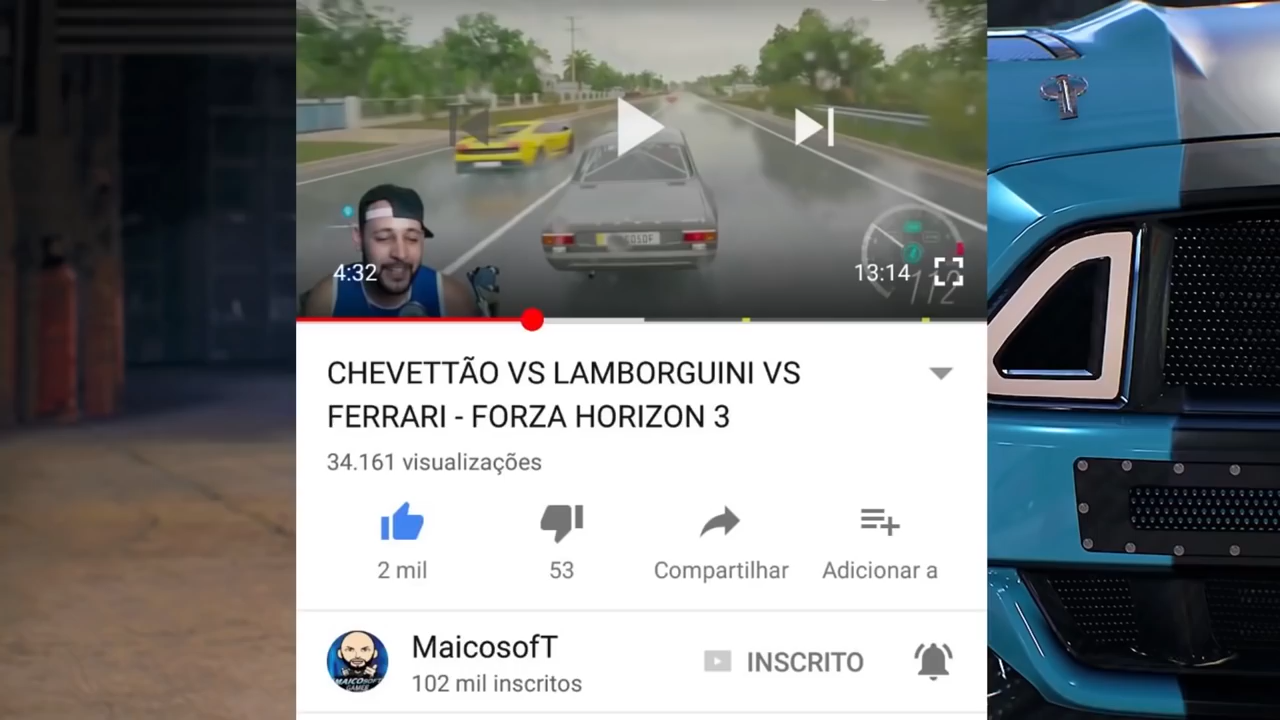 4:32
13:14
112
CHEVETTÃO VS LAMBORGUINI VS
FERRARI - FORZA HORIZON 3
34.161 visualizações
2 mil
53
Compartilhar
Adicionar a
MaicosofT
INSCRITO
102 mil inscritos